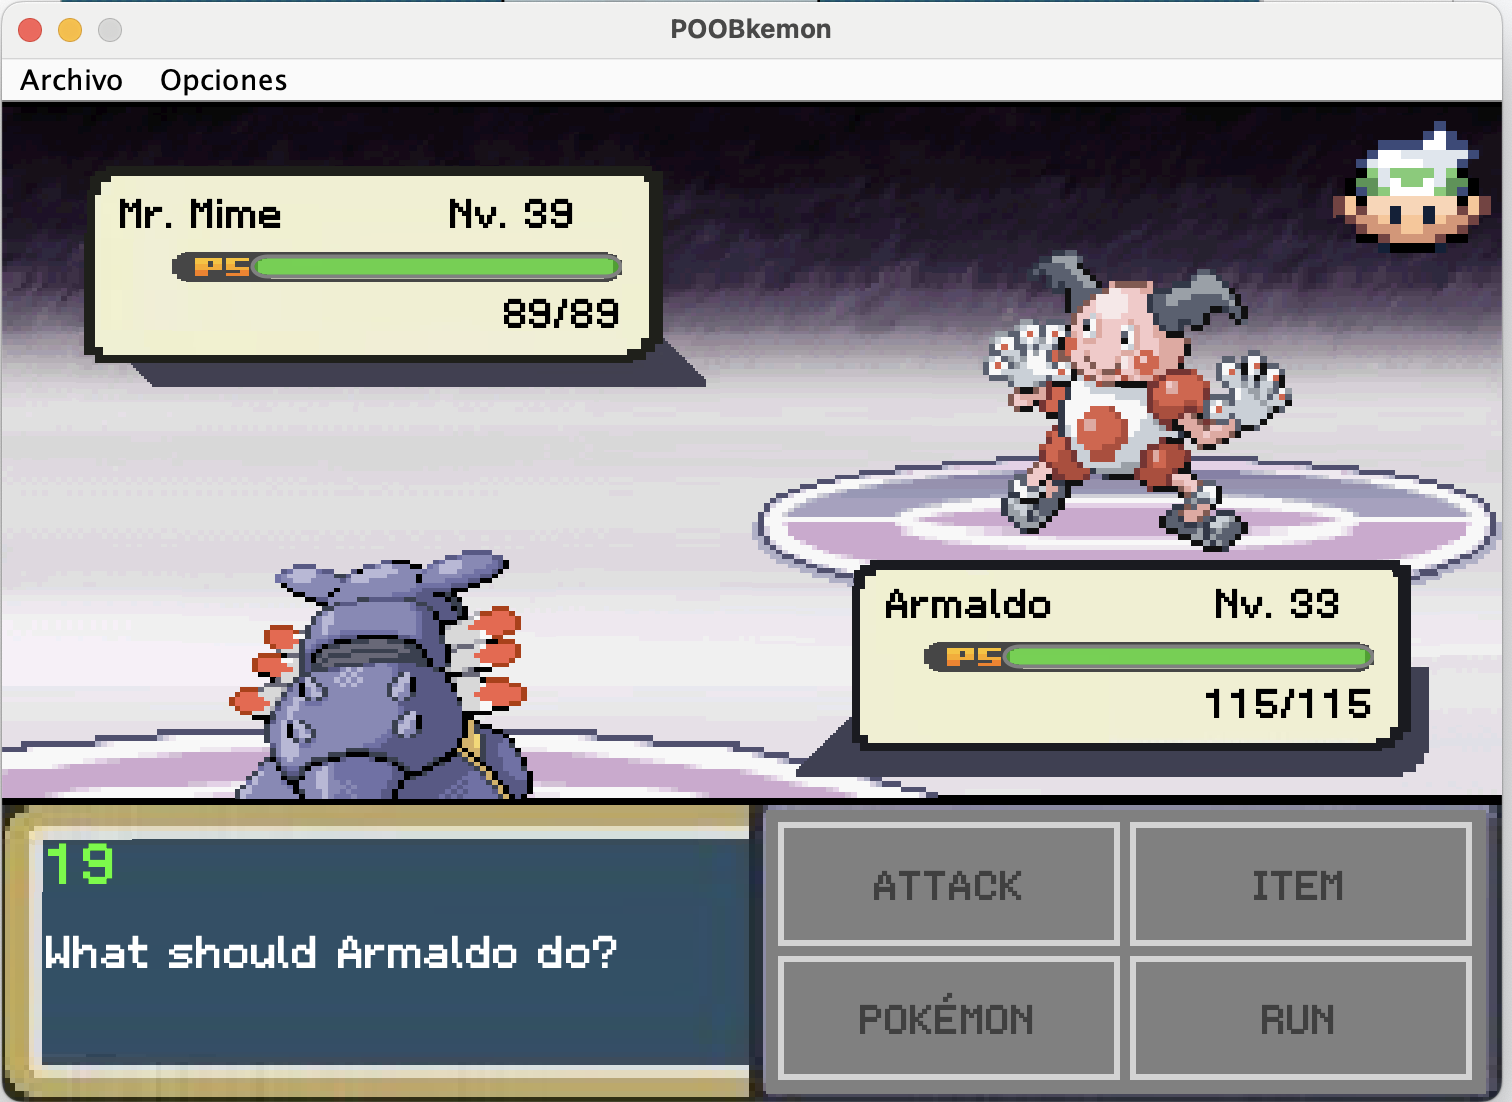 POOBkemon
Archivo Opciones
Mr. Mime Nv. 39
PS
89/89
Armaldo Nv. 33
PS
115/115
19
What should Armaldo do?
ATTACK ITEM
POKÉMON RUN